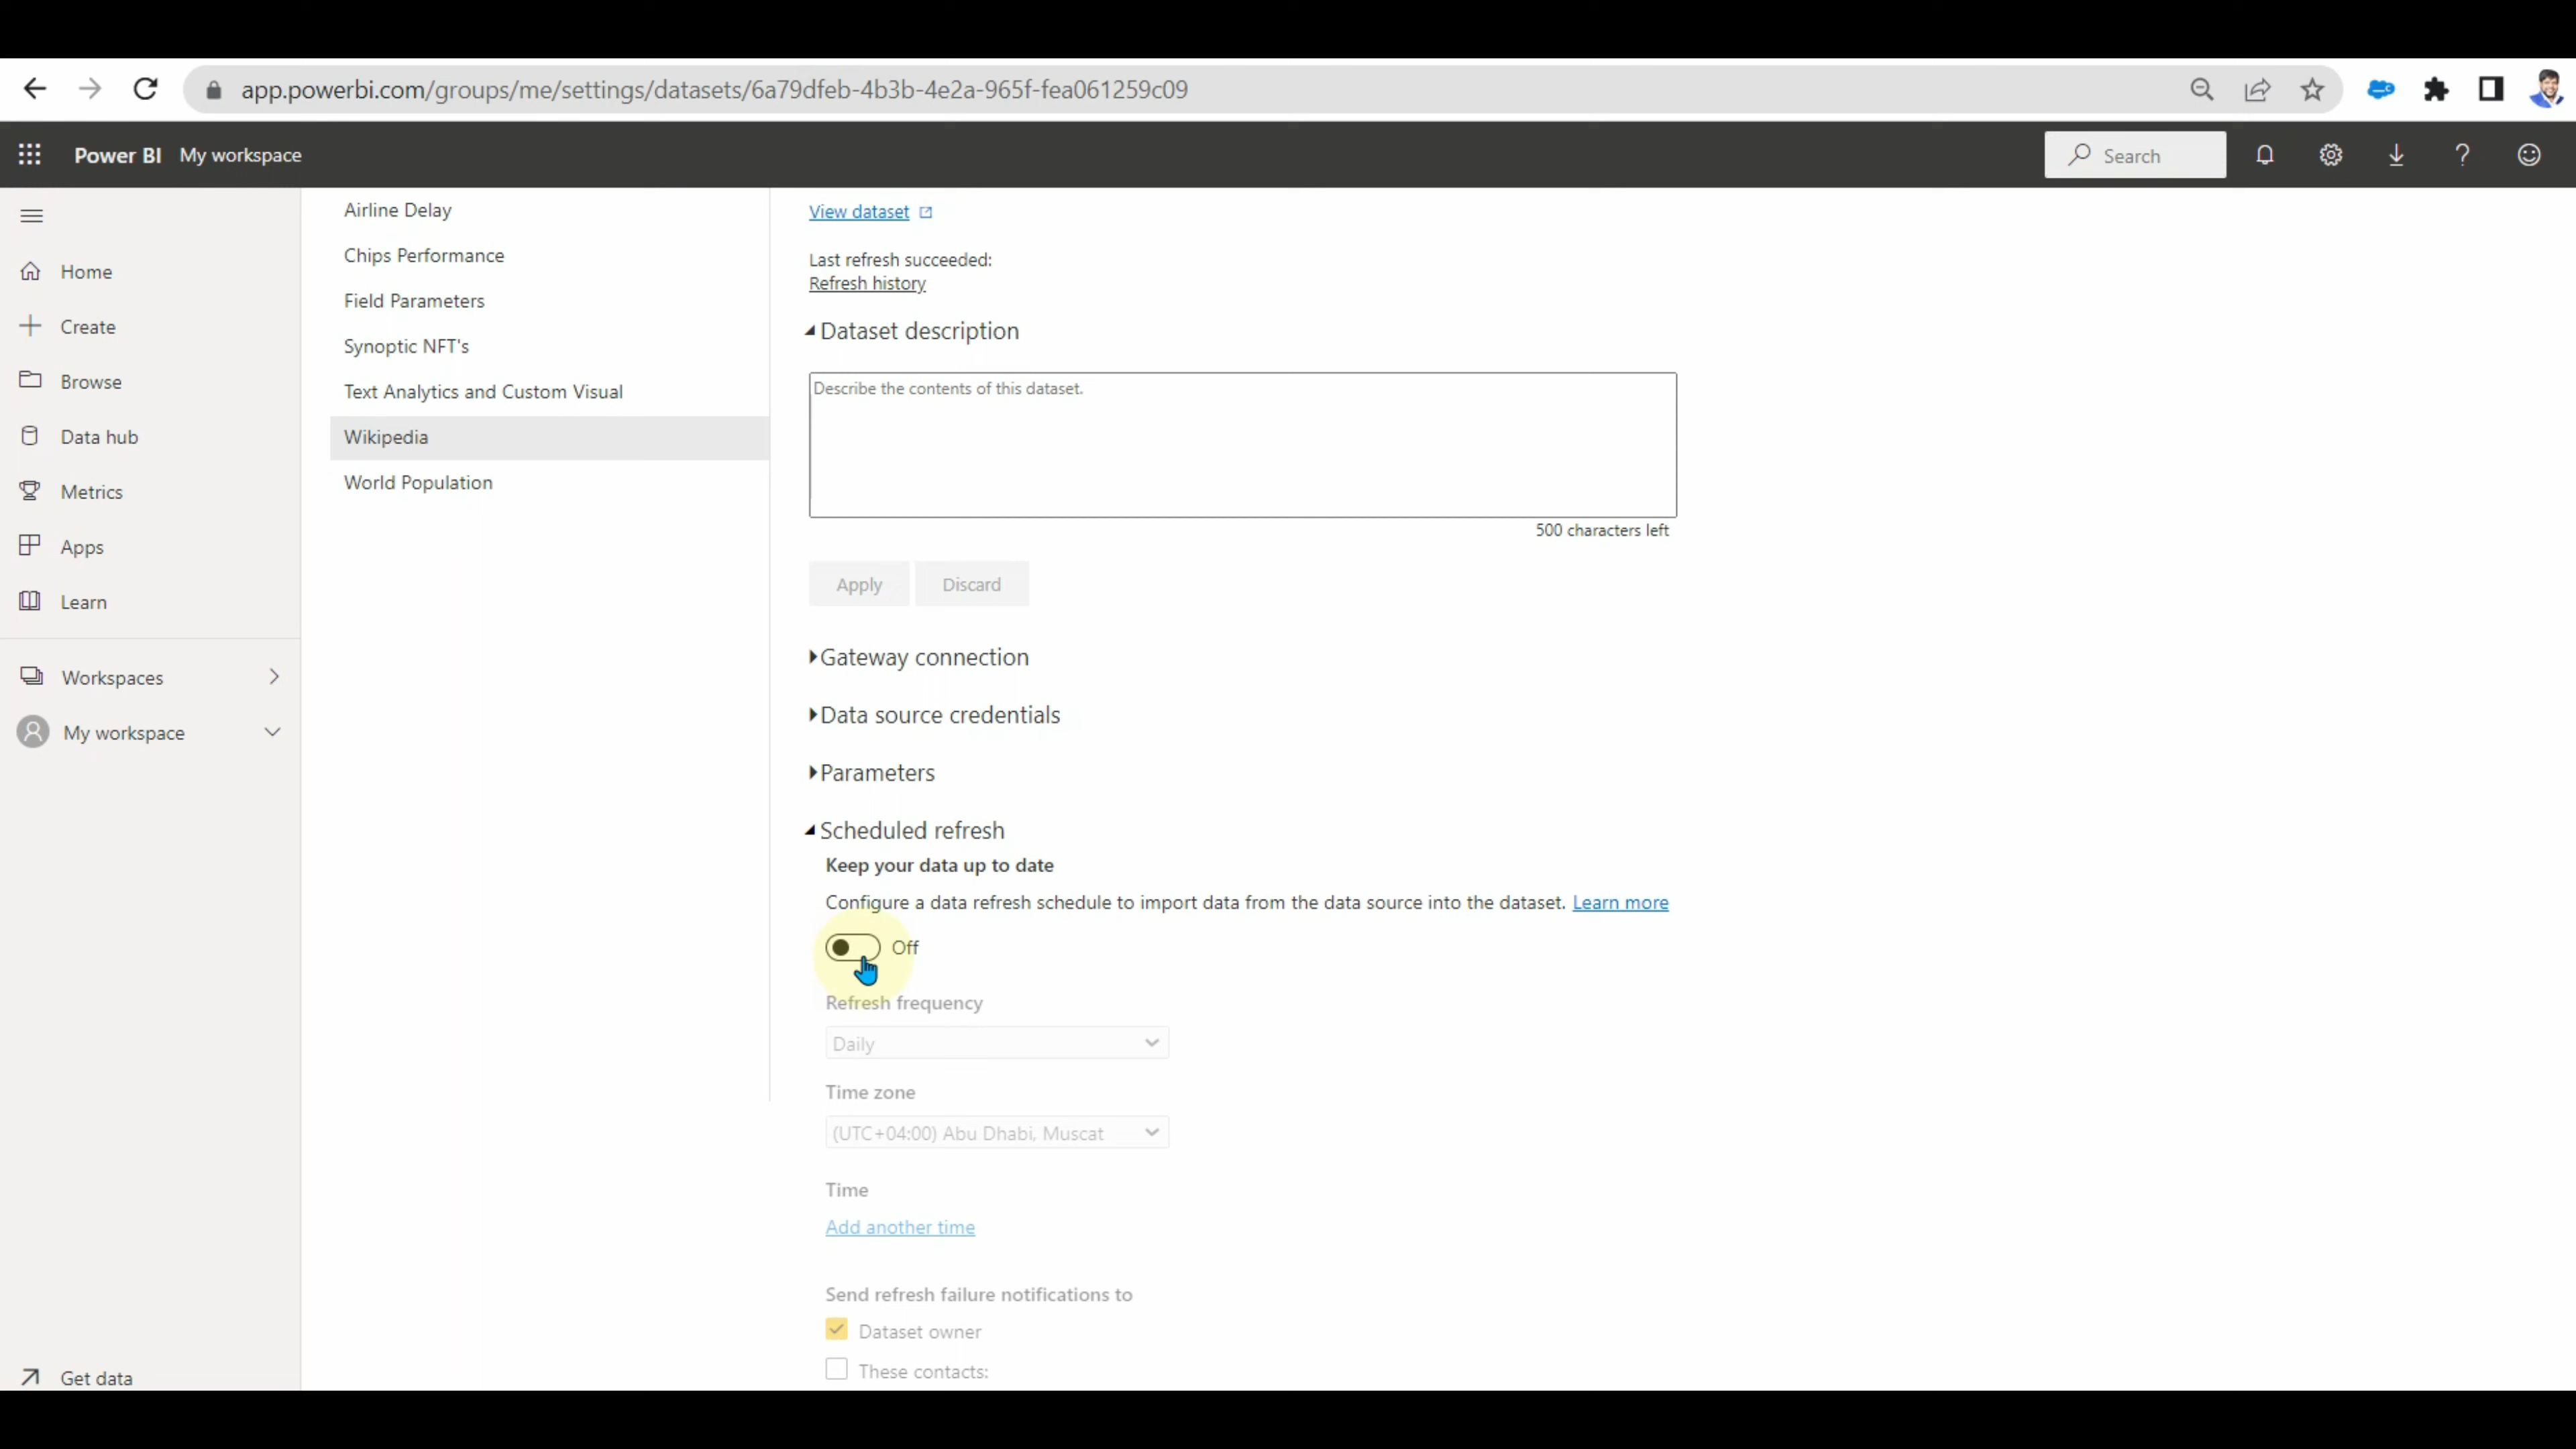 app.powerbi.com/groups/me/settings/datasets/6a79dfeb-4b3b-4e2a-965f-fea061259c09
Power BI My workspace
Search
Home
Create
Browse
Data hub
Metrics
Apps
Learn
Workspaces
My workspace
Get data
Airline Delay
Chips Performance
Field Parameters
Synoptic NFT's
Text Analytics and Custom Visual
Wikipedia
World Population
View dataset
Last refresh succeeded:
Refresh history
Dataset description
Describe the contents of this dataset.
500 characters left
Apply Discard
Gateway connection
Data source credentials
Parameters
Scheduled refresh
Keep your data up to date
Configure a data refresh schedule to import data from the data source into the dataset. Learn more
Off
Refresh frequency
Daily
Time zone
(UTC+04:00) Abu Dhabi, Muscat
Time
Add another time
Send refresh failure notifications to
Dataset owner
These contacts: